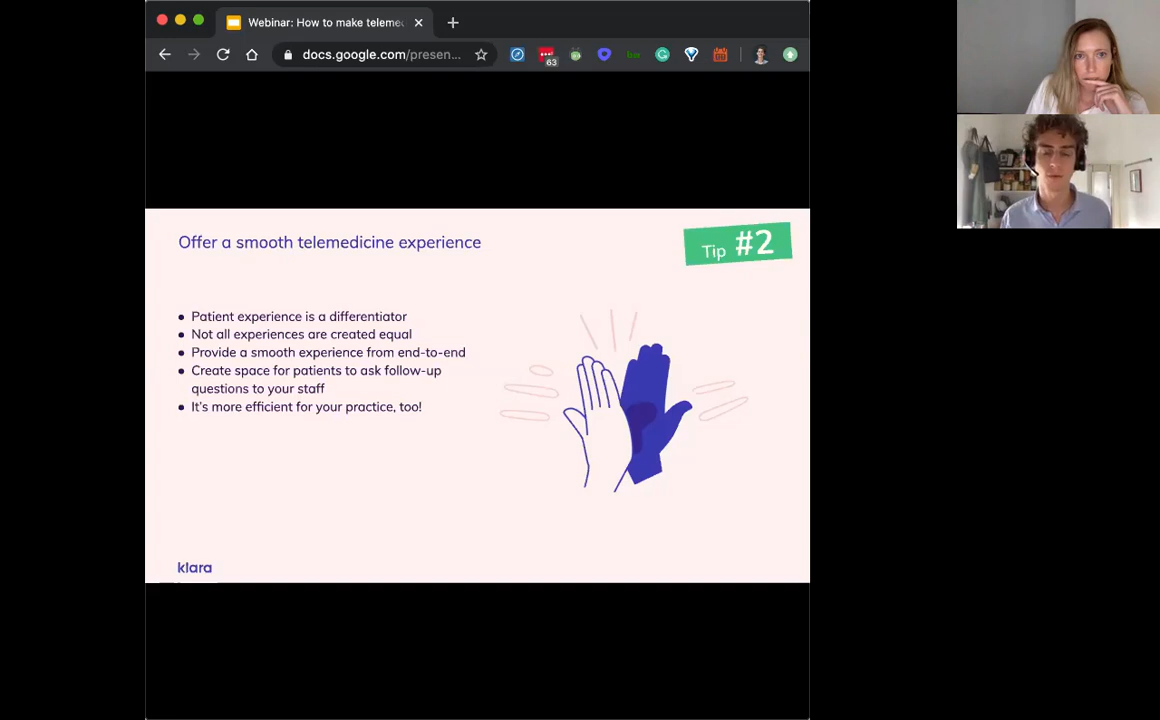 Webinar: How to make teleme
docs.google.com/presen...
63
Offer a smooth telemedicine experience
Tip #2
Patient experience is a differentiator
Not all experiences are created equal
Provide a smooth experience from end-to-end
Create space for patients to ask follow-up
questions to your staff
It's more efficient for your practice, too!
klara